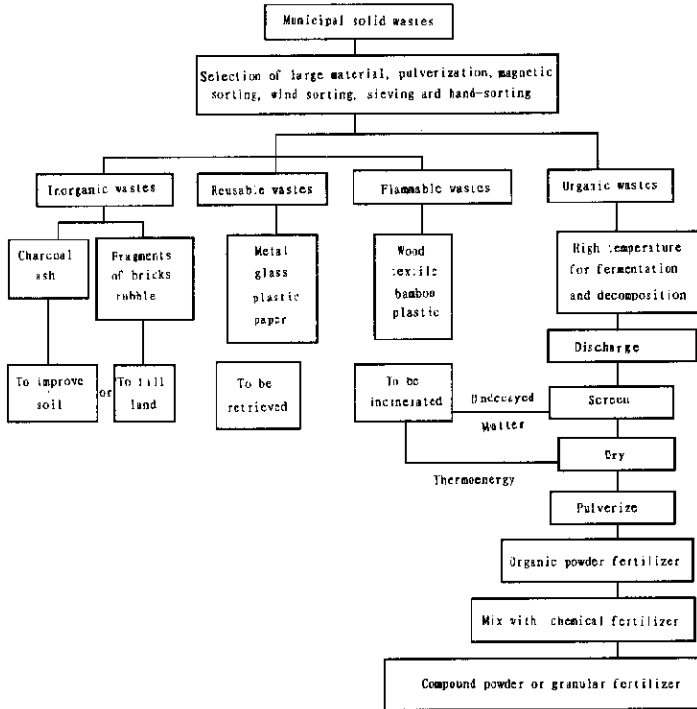 Municipal solid wastes
Selection of large material, pulverization, magnetic
sorting, wind sorting, sieving and hand-sorting
Inorganic wastes
Reusable wastes
Flammable wastes
Organic wastes
Charcoal
ash
Fragments
of bricks
rubble
Metal
glass
plastic
paper
Wood
textile
bamboo
plastic
High temperature
for fermentation
and decomposition
Discharge
To improve
soil
or
To fill
land
To be
retrieved
To be
incinerated
Undecayed
Matter
Screen
Dry
Thermoenergy
Pulverize
Organic powder fertilizer
Mix with chemical fertilizer
Compound powder or granular fertilizer